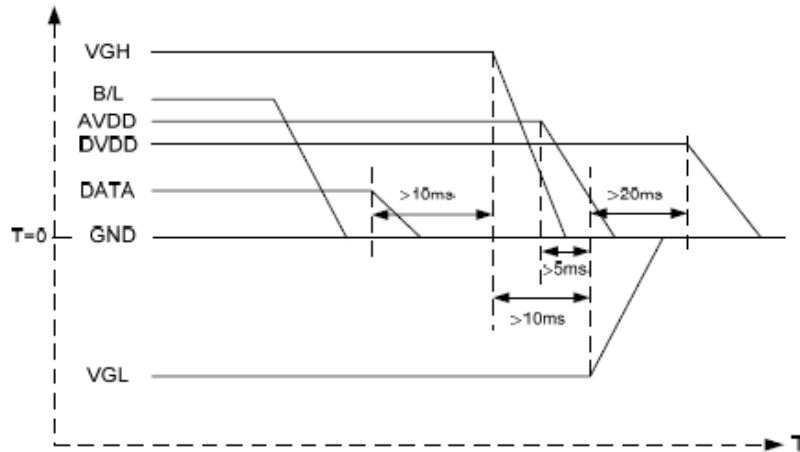 VGH
B/L
AVDD
DVDD
DATA
>10ms
>20ms
T=0
GND
>5ms
>10ms
VGL
T